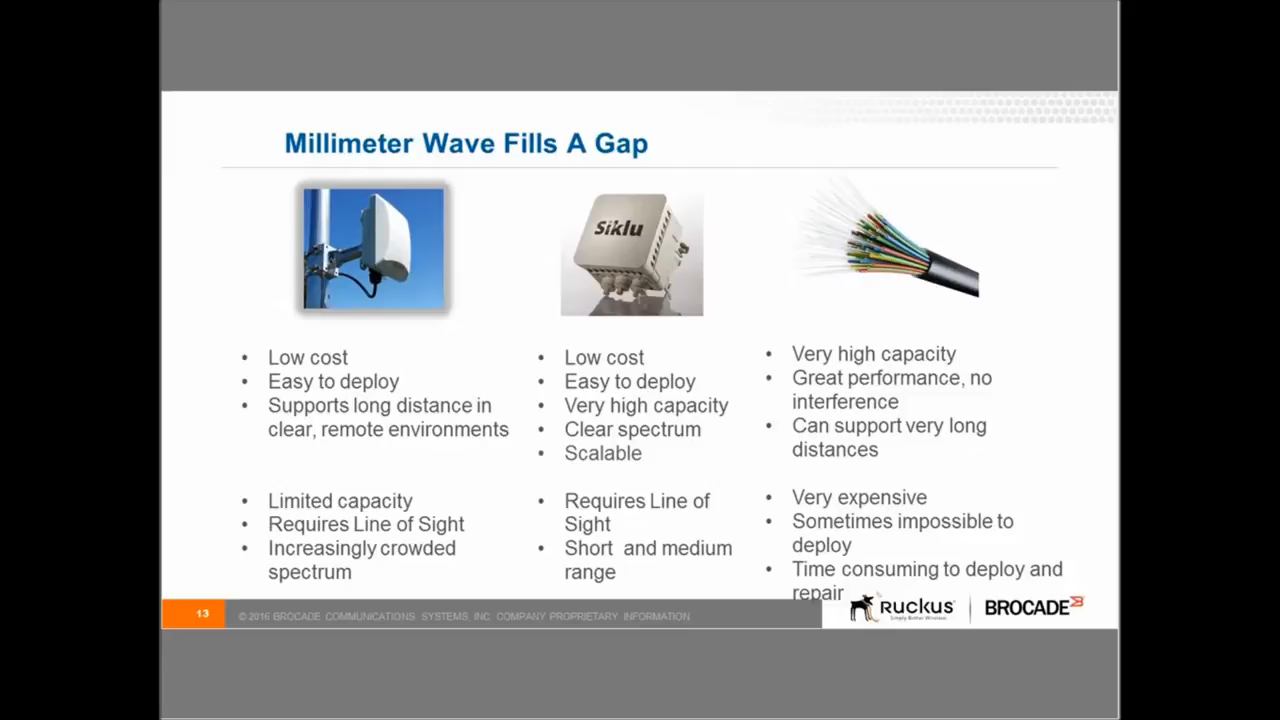 Millimeter Wave Fills A Gap
Siklu
• Low cost
• Easy to deploy
• Supports long distance in
clear, remote environments
• Limited capacity
• Requires Line of Sight
• Increasingly crowded
spectrum
• Low cost
• Easy to deploy
• Very high capacity
• Clear spectrum
• Scalable
• Requires Line of
Sight
• Short and medium
range
• Very high capacity
• Great performance, no
interference
• Can support very long
distances
• Very expensive
• Sometimes impossible to
deploy
• Time consuming to deploy and
repair
13
© 2016 BROCADE COMMUNICATIONS SYSTEMS, INC. COMPANY PROPRIETARY INFORMATION
Ruckus
Simply Better Wireless.
BROCADE